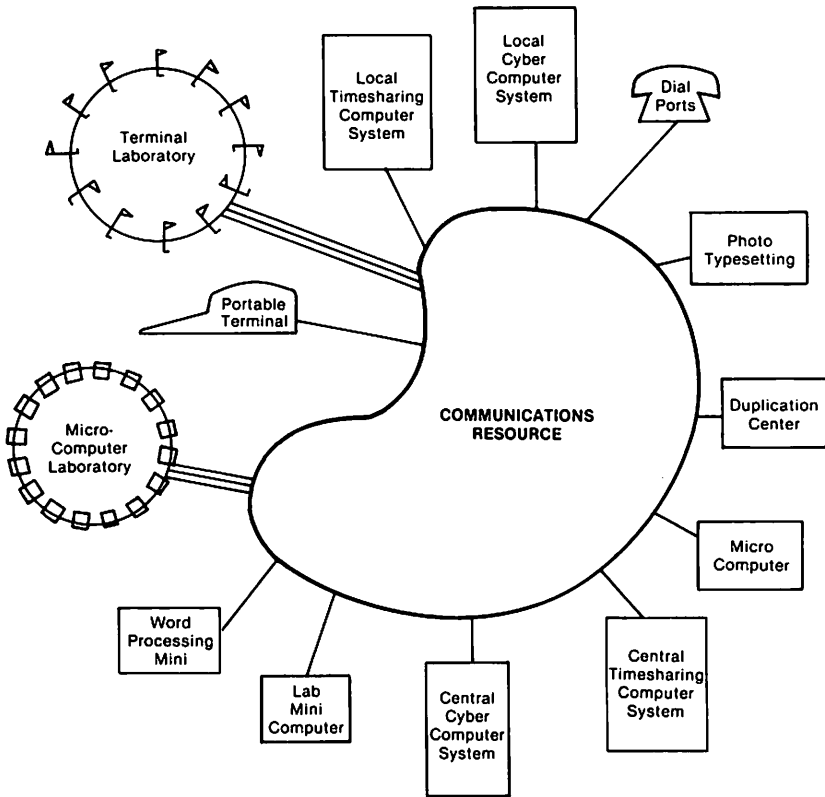 Local
Cyber
Computer
System
Local
Timesharing
Computer
System
Dial
Ports
Terminal
Laboratory
Photo
Typesetting
Portable
Terminal
Micro-
Computer
Laboratory
COMMUNICATIONS
RESOURCE
Duplication
Center
Micro
Computer
Word
Processing
Mini
Lab
Mini
Computer
Central
Cyber
Computer
System
Central
Timesharing
Computer
System